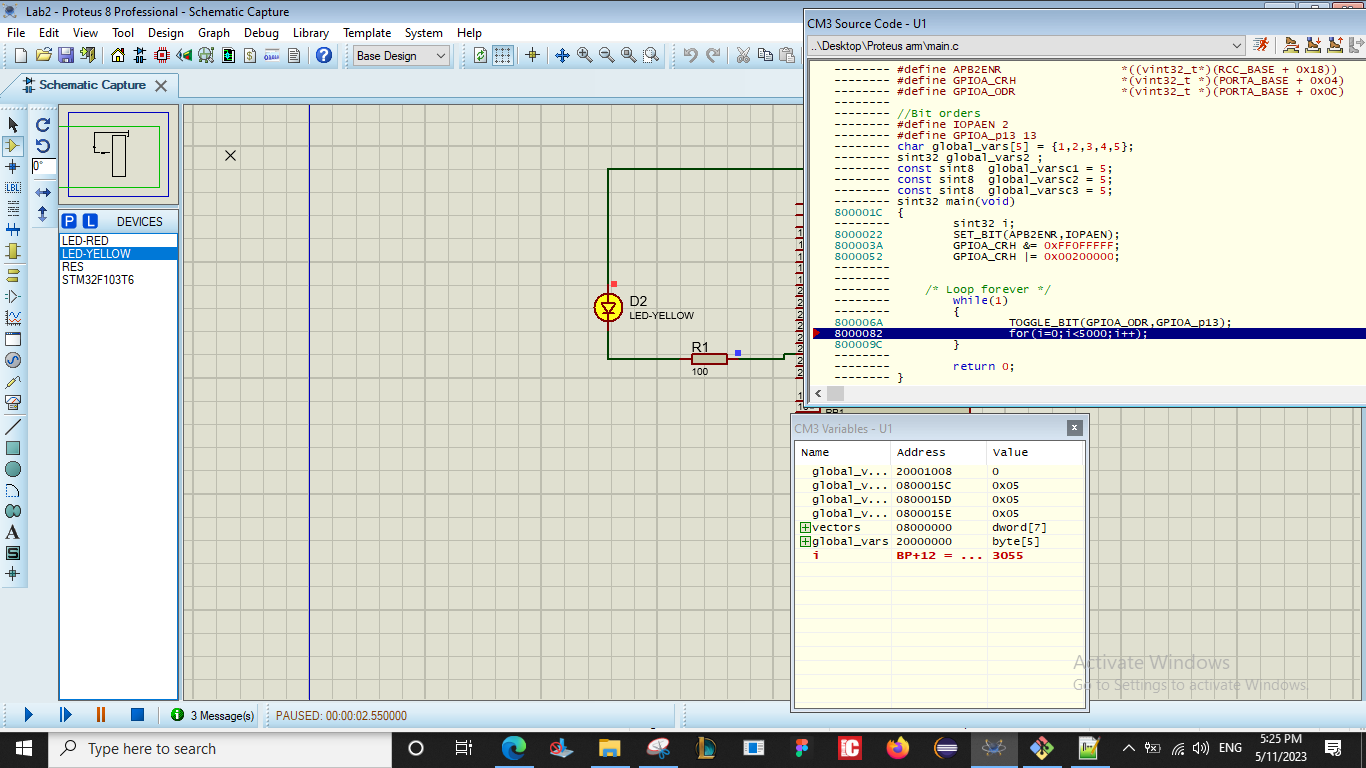 Lab2 - Proteus 8 Professional - Schematic Capture
File Edit View Tool Design Graph Debug Library Template System Help
Base Design
Schematic Capture
0°
LBL
P L DEVICES
LED-RED
LED-YELLOW
RES
STM32F103T6
A
S
D2
LED-YELLOW
R1
100
CM3 Source Code - U1
..\Desktop\Proteus arm\main.c
-------- #define APB2ENR *((vint32_t*)(RCC_BASE + 0x18))
-------- #define GPIOA_CRH *(vint32_t *)(PORTA_BASE + 0x04)
-------- #define GPIOA_ODR *(vint32_t *)(PORTA_BASE + 0x0C)
--------
-------- //Bit orders
-------- #define IOPAEN 2
-------- #define GPIOA_p13 13
-------- char global_vars[5] = {1,2,3,4,5};
-------- sint32 global_vars2 ;
-------- const sint8  global_varsc1 = 5;
-------- const sint8  global_varsc2 = 5;
-------- const sint8  global_varsc3 = 5;
-------- sint32 main(void)
800001C {
-------- sint32 i;
8000022 SET_BIT(APB2ENR,IOPAEN);
800003A GPIOA_CRH &= 0xFF0FFFFF;
8000052 GPIOA_CRH |= 0x00200000;
--------
--------
-------- /* Loop forever */
-------- while(1)
-------- {
800006A TOGGLE_BIT(GPIOA_ODR,GPIOA_p13);
8000082 for(i=0;i<5000;i++);
800009C }
--------
-------- return 0;
-------- }
CM3 Variables - U1
Name Address Value
global_v... 20001008 0
global_v... 0800015C 0x05
global_v... 0800015D 0x05
global_v... 0800015E 0x05
vectors 08000000 dword[7]
global_vars 20000000 byte[5]
i BP+12 = ... 3055
Activate Windows
Go to Settings to activate Windows.
3 Message(s)
PAUSED: 00:00:02.550000
Type here to search
ENG
5:25 PM
5/11/2023